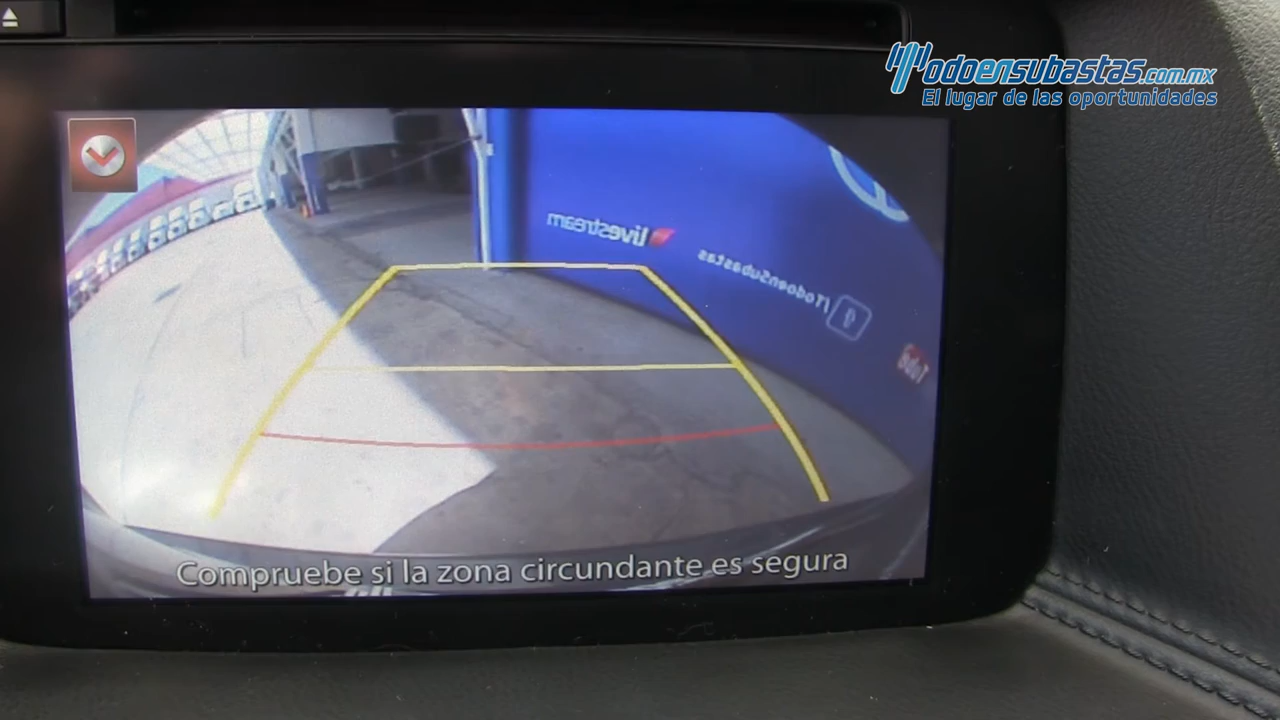 Todoensubastas.com.mx
El lugar de las oportunidades
livestream
TodoenSubastas
Compruebe si la zona circundante es segura